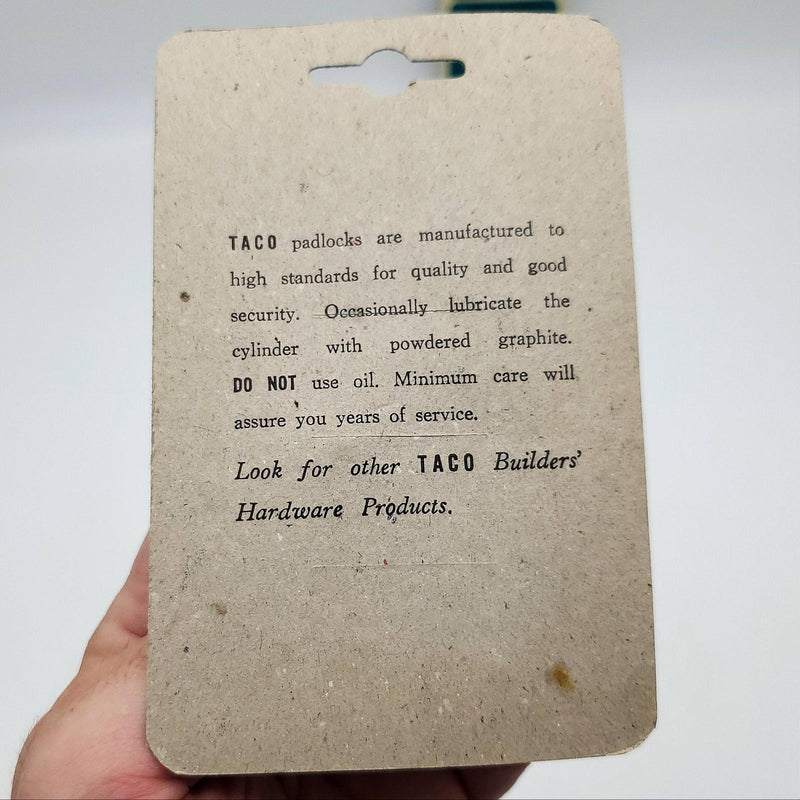 TACO padlocks are manufactured to
high standards for quality and good
security. Occasionally lubricate the
cylinder with powdered graphite.
DO NOT use oil. Minimum care will
assure you years of service.
Look for other TACO Builders'
Hardware Products.